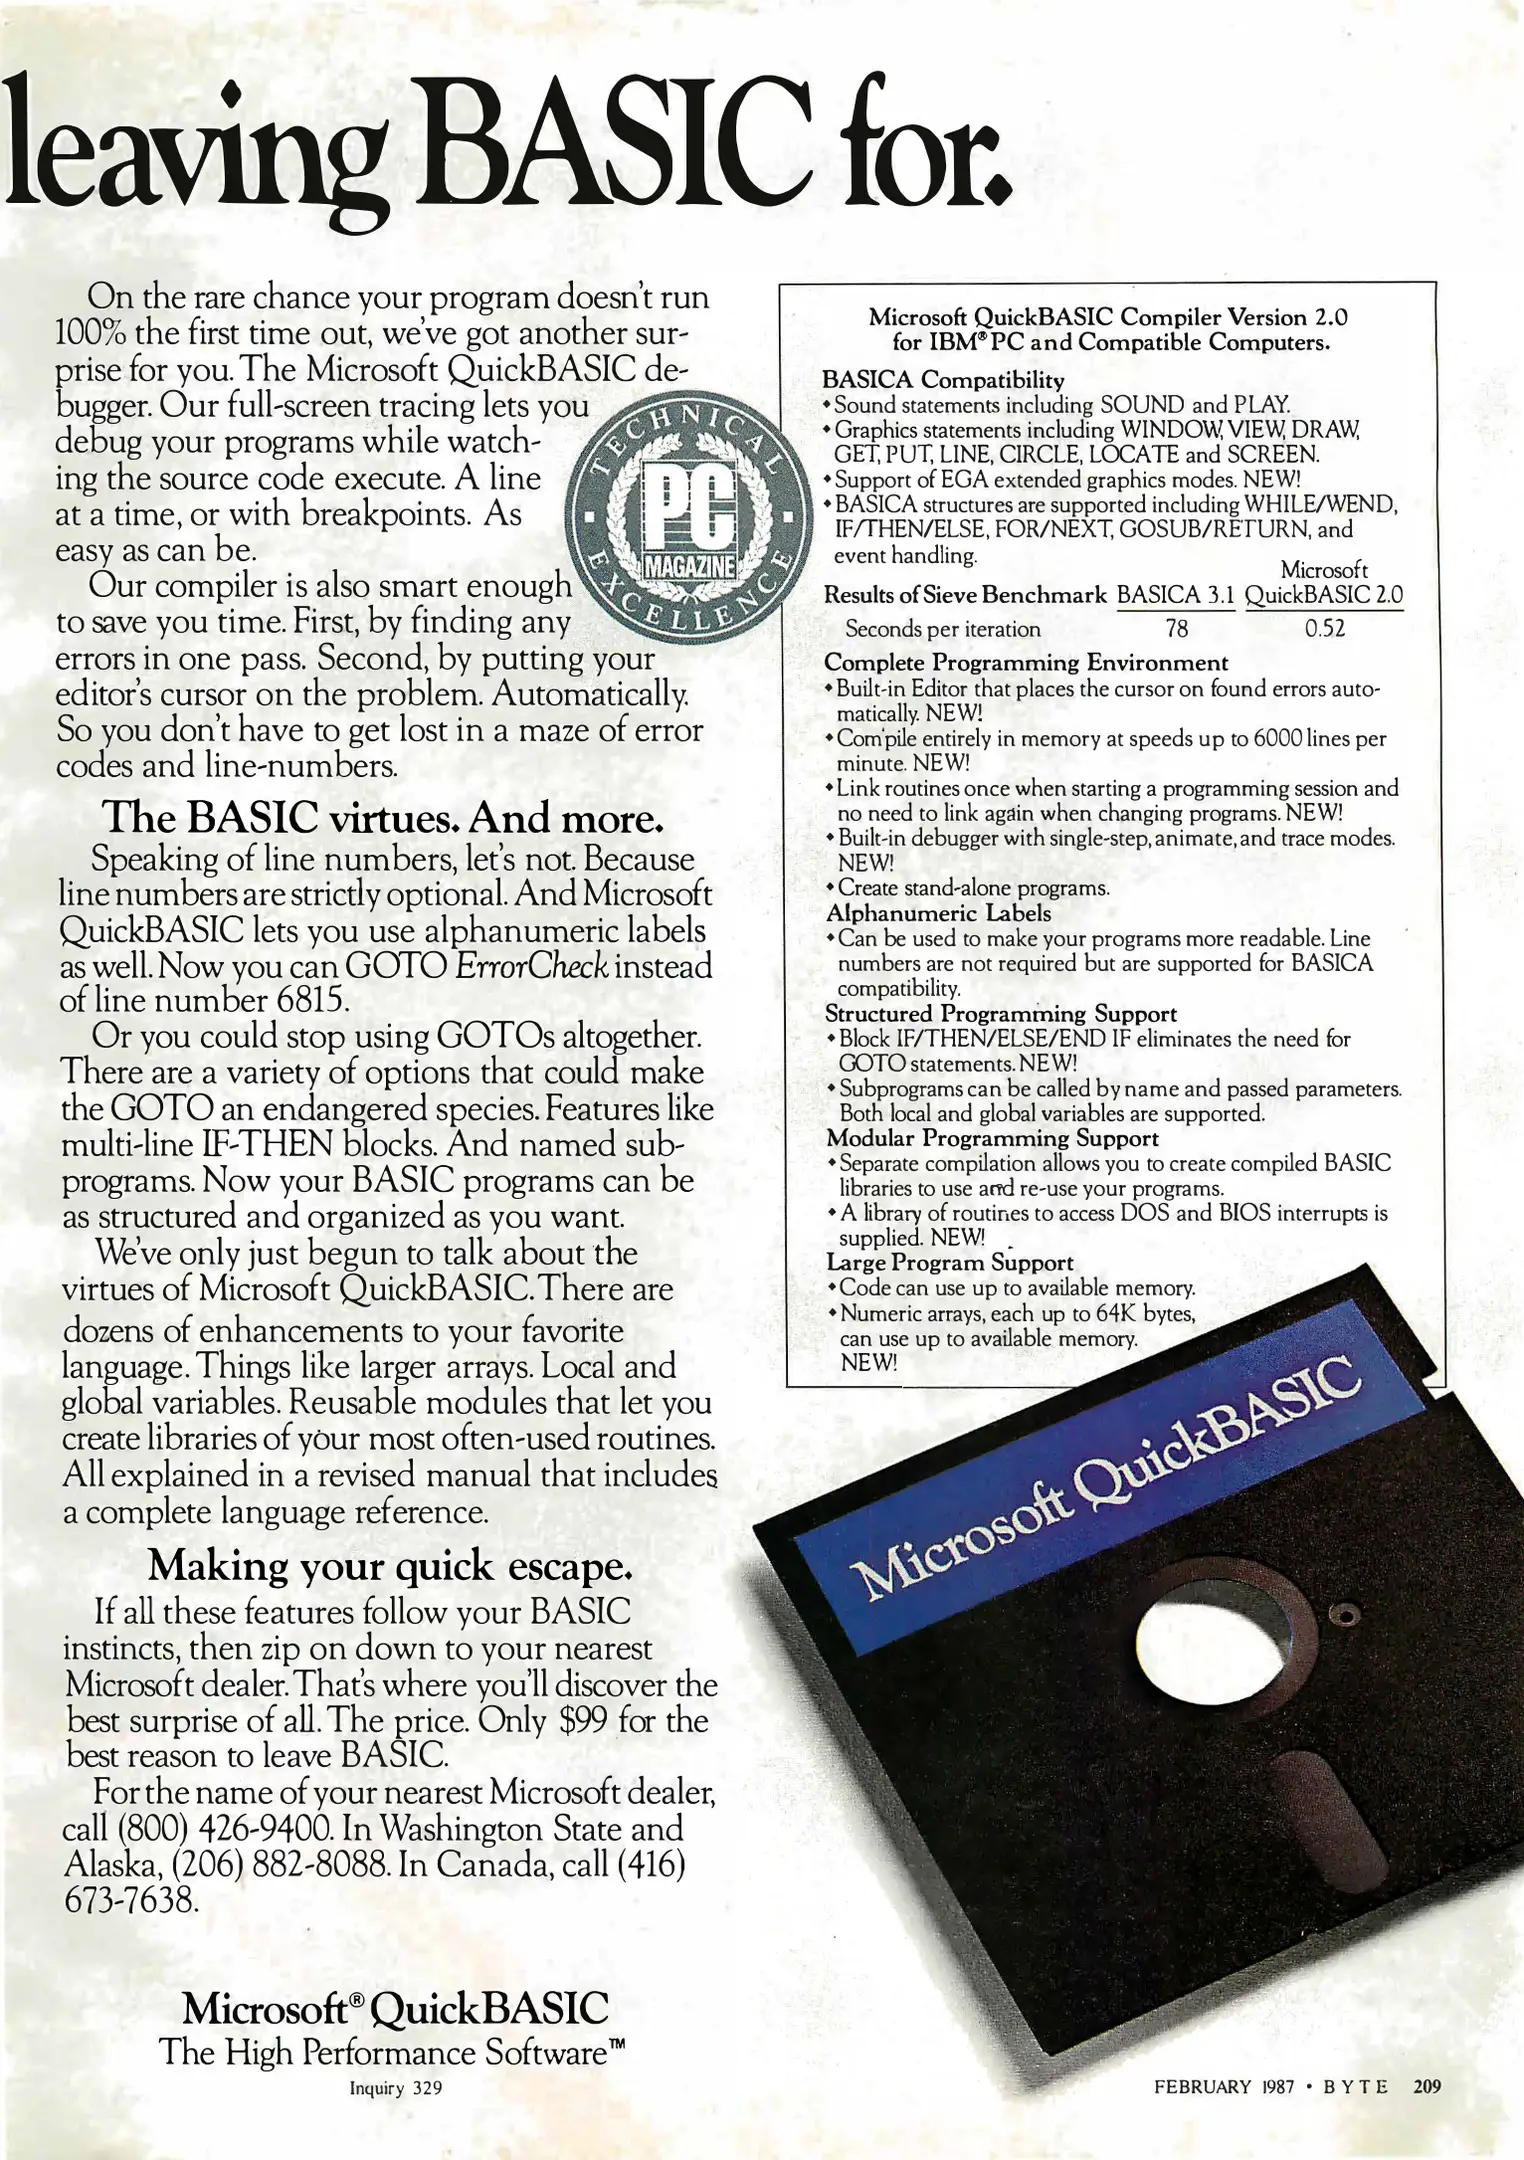 leaving BASIC for.
On the rare chance your program doesn't run
100% the first time out, we've got another sur-
prise for you. The Microsoft QuickBASIC de-
bugger. Our full-screen tracing lets you
debug your programs while watch-
ing the source code execute. A line
at a time, or with breakpoints. As
easy as can be.
Our compiler is also smart enough
to save you time. First, by finding any
errors in one pass. Second, by putting your
editor's cursor on the problem. Automatically.
So you don't have to get lost in a maze of error
codes and line-numbers.
TECHNICAL
PC
MAGAZINE
EXCELLENCE
The BASIC virtues. And more.
Speaking of line numbers, let's not. Because
line numbers are strictly optional. And Microsoft
QuickBASIC lets you use alphanumeric labels
as well. Now you can GOTO ErrorCheck instead
of line number 6815.
Or you could stop using GOTOs altogether.
There are a variety of options that could make
the GOTO an endangered species. Features like
multi-line IF-THEN blocks. And named sub-
programs. Now your BASIC programs can be
as structured and organized as you want.
We've only just begun to talk about the
virtues of Microsoft QuickBASIC. There are
dozens of enhancements to your favorite
language. Things like larger arrays. Local and
global variables. Reusable modules that let you
create libraries of your most often-used routines.
All explained in a revised manual that includes
a complete language reference.
Making your quick escape.
If all these features follow your BASIC
instincts, then zip on down to your nearest
Microsoft dealer. That's where you'll discover the
best surprise of all. The price. Only $99 for the
best reason to leave BASIC.
For the name of your nearest Microsoft dealer,
call (800) 426-9400. In Washington State and
Alaska, (206) 882-8088. In Canada, call (416)
673-7638.
Microsoft® QuickBASIC
The High Performance Software™
Inquiry 329
Microsoft QuickBASIC Compiler Version 2.0
for IBM® PC and Compatible Computers.
BASICA Compatibility
◆ Sound statements including SOUND and PLAY.
◆ Graphics statements including WINDOW, VIEW, DRAW,
GET, PUT, LINE, CIRCLE, LOCATE and SCREEN.
◆ Support of EGA extended graphics modes. NEW!
◆ BASICA structures are supported including WHILE/WEND,
IF/THEN/ELSE, FOR/NEXT, GOSUB/RETURN, and
event handling.
Microsoft
Results of Sieve Benchmark BASICA 3.1 QuickBASIC 2.0
Seconds per iteration 78 0.52
Complete Programming Environment
◆ Built-in Editor that places the cursor on found errors auto-
matically. NEW!
◆ Compile entirely in memory at speeds up to 6000 lines per
minute. NEW!
◆ Link routines once when starting a programming session and
no need to link again when changing programs. NEW!
◆ Built-in debugger with single-step, animate, and trace modes.
NEW!
◆ Create stand-alone programs.
Alphanumeric Labels
◆ Can be used to make your programs more readable. Line
numbers are not required but are supported for BASICA
compatibility.
Structured Programming Support
◆ Block IF/THEN/ELSE/END IF eliminates the need for
GOTO statements. NEW!
◆ Subprograms can be called by name and passed parameters.
Both local and global variables are supported.
Modular Programming Support
◆ Separate compilation allows you to create compiled BASIC
libraries to use and re-use your programs.
◆ A library of routines to access DOS and BIOS interrupts is
supplied. NEW!
Large Program Support
◆ Code can use up to available memory.
◆ Numeric arrays, each up to 64K bytes,
can use up to available memory.
NEW!
Microsoft QuickBASIC
FEBRUARY 1987 • BYTE 209